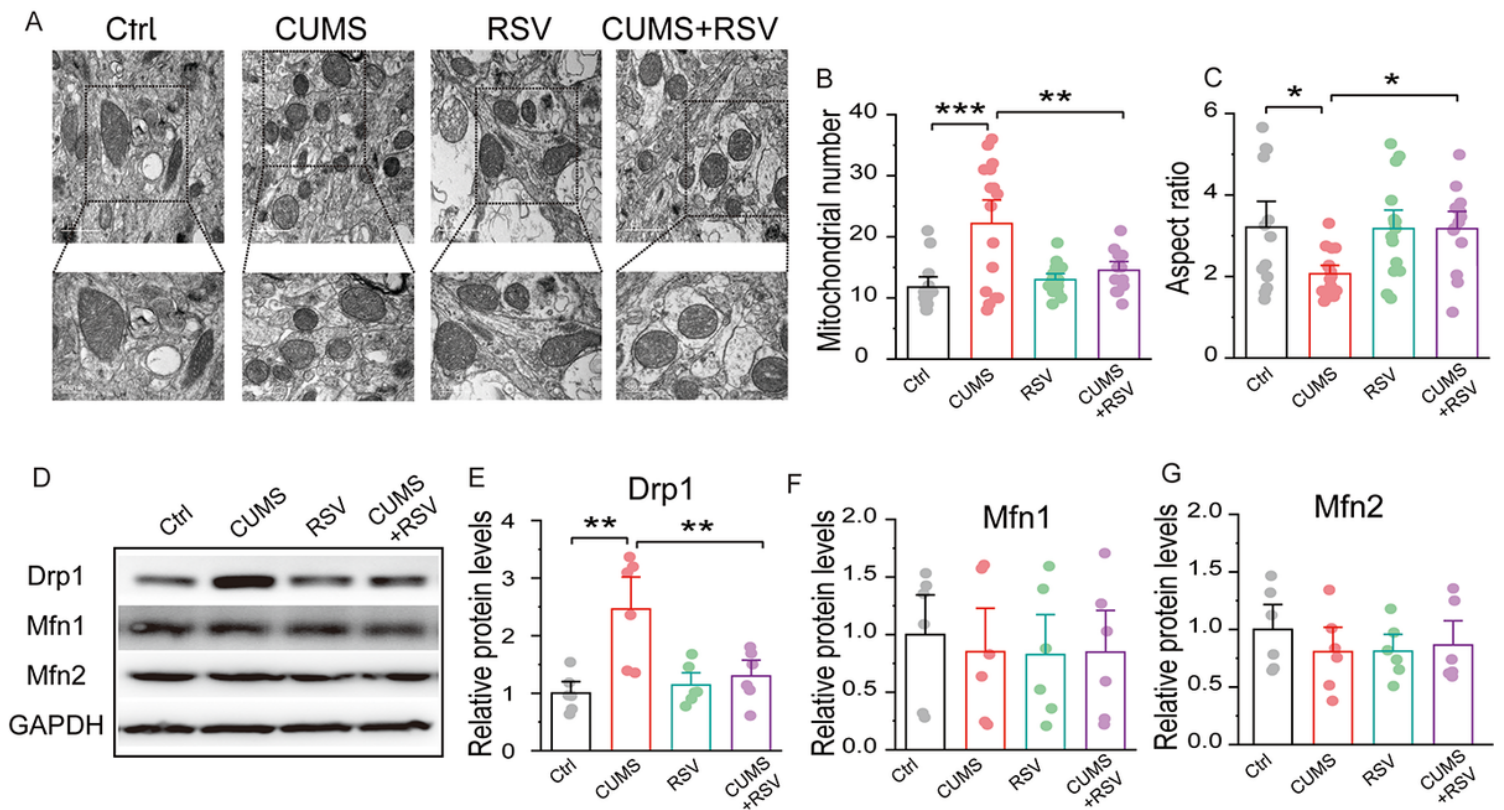 A
Ctrl
CUMS
RSV
CUMS+RSV
B
Mitochondrial number
40
30
20
10
0
***
**
Ctrl
CUMS
RSV
CUMS
+RSV
C
Aspect ratio
6
4
2
0
*
*
Ctrl
CUMS
RSV
CUMS
+RSV
D
Ctrl
CUMS
RSV
CUMS
+RSV
Drp1
Mfn1
Mfn2
GAPDH
E
Drp1
Relative protein levels
4
3
2
1
0
**
**
Ctrl
CUMS
RSV
CUMS
+RSV
F
Mfn1
Relative protein levels
2.0
1.5
1.0
0.5
0.0
Ctrl
CUMS
RSV
CUMS
+RSV
G
Mfn2
Relative protein levels
2.0
1.5
1.0
0.5
0.0
Ctrl
CUMS
RSV
CUMS
+RSV